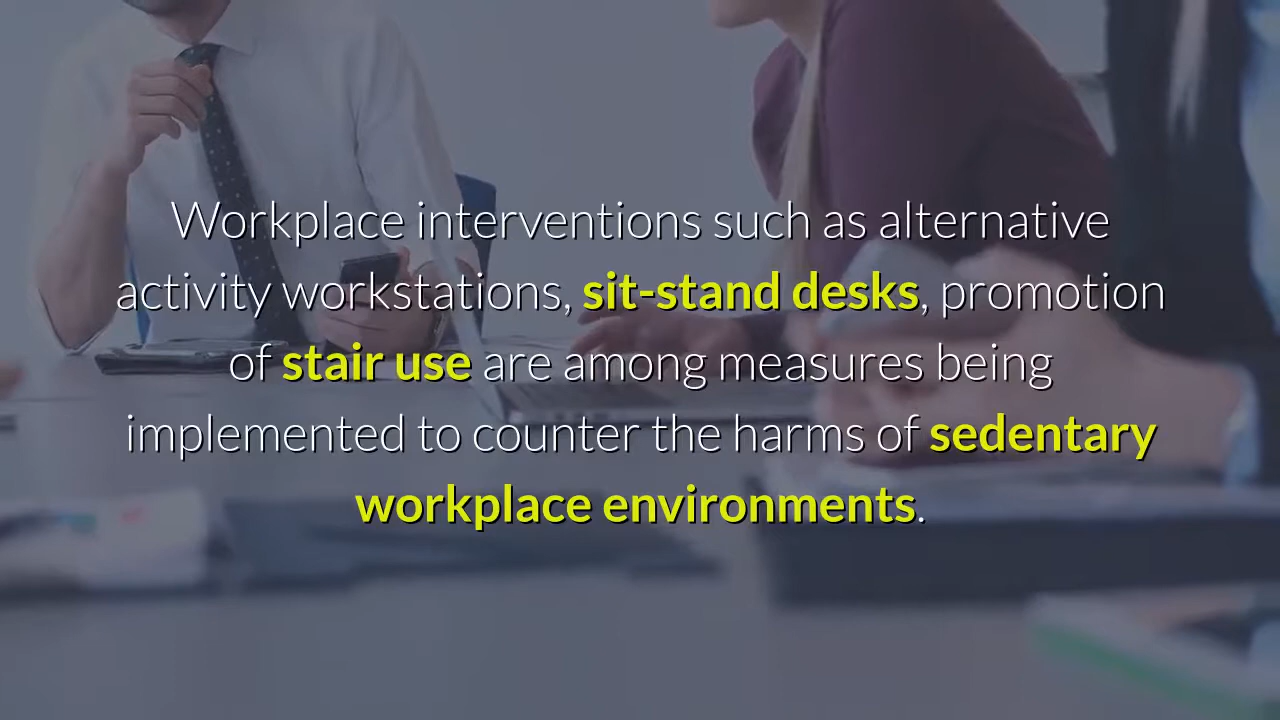 Workplace interventions such as alternative
activity workstations, sit-stand desks, promotion
of stair use are among measures being
implemented to counter the harms of sedentary
workplace environments.